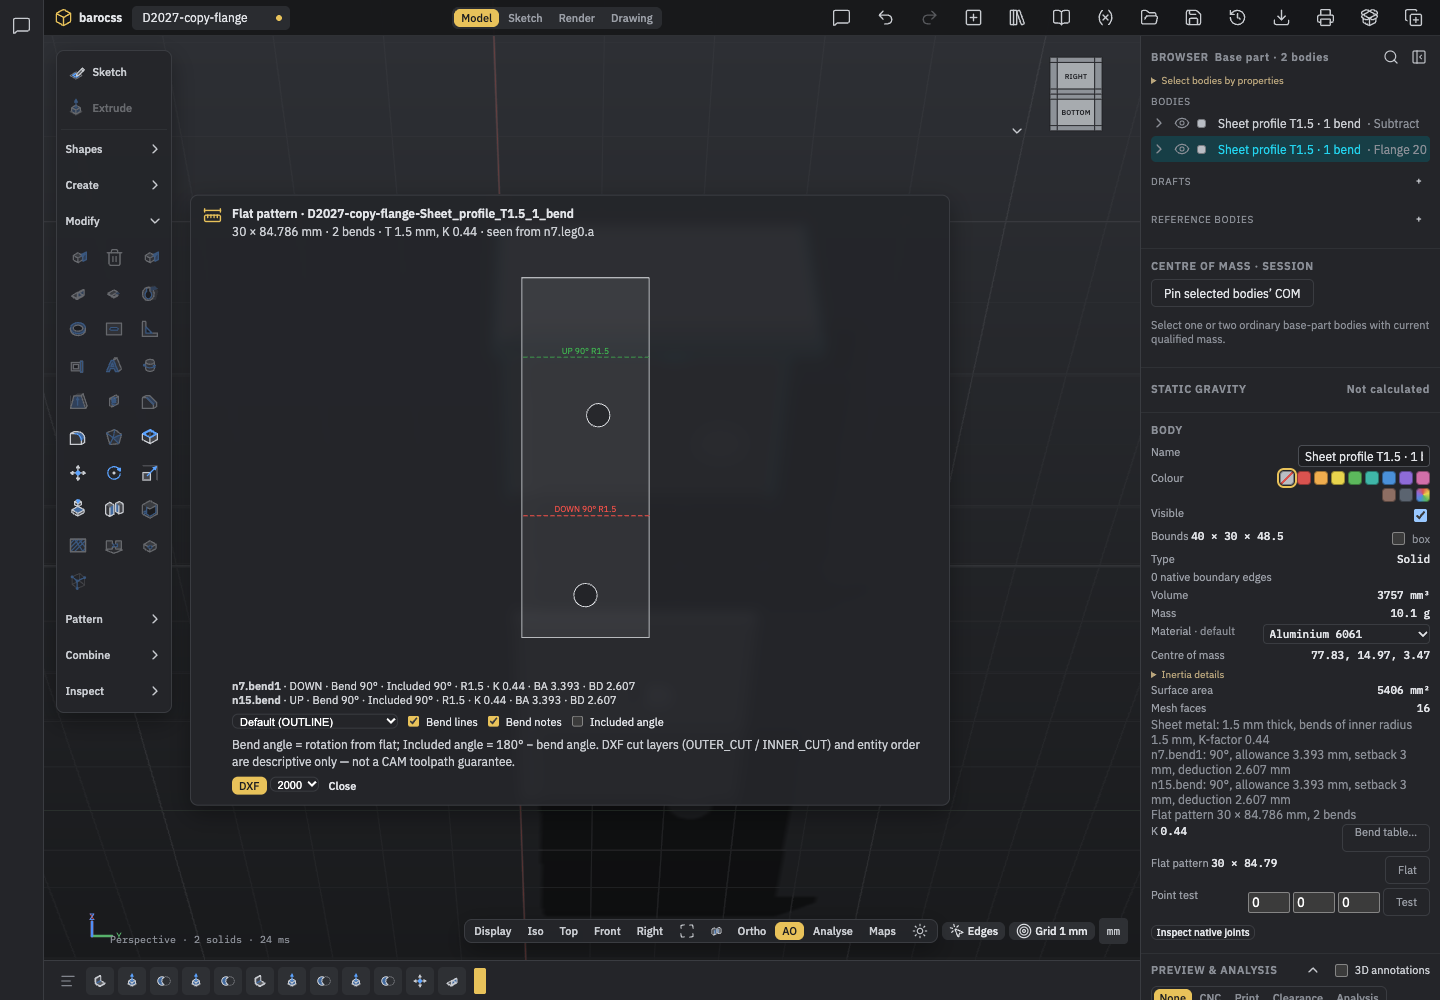 barocss
D2027-copy-flange
Model
Sketch
Render
Drawing
Sketch
Extrude
Shapes
Create
Modify
Pattern
Combine
Inspect
RIGHT
BOTTOM
Flat pattern · D2027-copy-flange-Sheet_profile_T1.5_1_bend
30 × 84.786 mm · 2 bends · T 1.5 mm, K 0.44 · seen from n7.leg0.a
UP 90° R1.5
DOWN 90° R1.5
n7.bend1 · DOWN · Bend 90° · Included 90° · R1.5 · K 0.44 · BA 3.393 · BD 2.607
n15.bend · UP · Bend 90° · Included 90° · R1.5 · K 0.44 · BA 3.393 · BD 2.607
Default (OUTLINE)
Bend lines
Bend notes
Included angle
Bend angle = rotation from flat; Included angle = 180° − bend angle. DXF cut layers (OUTER_CUT / INNER_CUT) and entity order
are descriptive only — not a CAM toolpath guarantee.
DXF
2000
Close
Z
Y
Perspective · 2 solids · 24 ms
Display
Iso
Top
Front
Right
Ortho
AO
Analyse
Maps
Edges
Grid 1 mm
mm
BROWSER Base part · 2 bodies
Select bodies by properties
BODIES
Sheet profile T1.5 · 1 bend · Subtract
Sheet profile T1.5 · 1 bend · Flange 20
DRAFTS
REFERENCE BODIES
CENTRE OF MASS · SESSION
Pin selected bodies’ COM
Select one or two ordinary base-part bodies with current
qualified mass.
STATIC GRAVITY
Not calculated
BODY
Name
Sheet profile T1.5 · 1
Colour
Visible
Bounds 40 × 30 × 48.5
box
Type
Solid
0 native boundary edges
Volume
3757 mm³
Mass
10.1 g
Material · default
Aluminium 6061
Centre of mass
77.83, 14.97, 3.47
Inertia details
Surface area
5406 mm²
Mesh faces
16
Sheet metal: 1.5 mm thick, bends of inner radius
1.5 mm, K-factor 0.44
n7.bend1: 90°, allowance 3.393 mm, setback 3
mm, deduction 2.607 mm
n15.bend: 90°, allowance 3.393 mm, setback 3
mm, deduction 2.607 mm
Flat pattern 30 × 84.786 mm, 2 bends
K 0.44
Bend table…
Flat pattern 30 × 84.79
Flat
Point test
0
0
0
Test
Inspect native joints
PREVIEW & ANALYSIS
3D annotations
None
CNC
Print
Clearance
Analysis